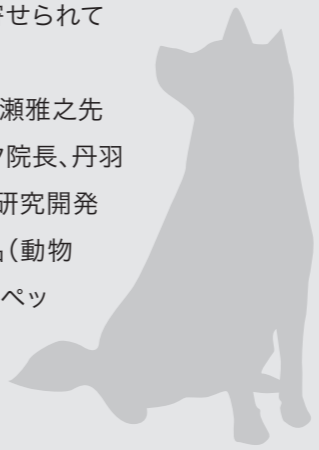 せられて
瀬雅之先
院長、丹羽
研究開発
（動物
ペッ